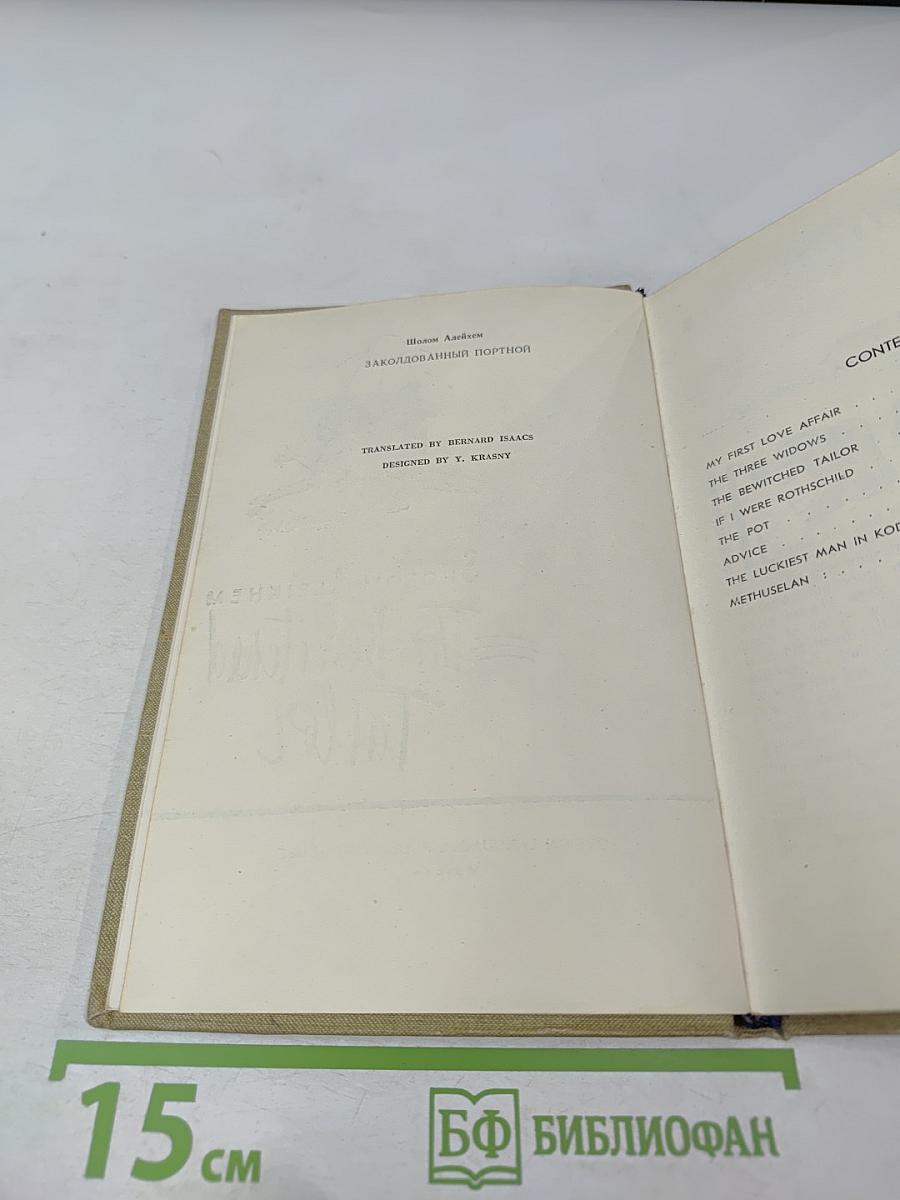 Шолом Алейхем
ЗАКОЛДОВАННЫЙ ПОРТНОЙ
TRANSLATED BY BERNARD ISAACS
DESIGNED BY Y. KRASNY
CONTE
MY FIRST LOVE AFFAIR . . .
THE THREE WIDOWS . . . .
THE BEWITCHED TAILOR .
IF I WERE ROTHSCHILD . .
THE POT . . . . . . .
ADVICE . . . . . . .
THE LUCKIEST MAN IN KOD
METHUSELAN : . . . .
15 см
БФ БИБЛИОФАН